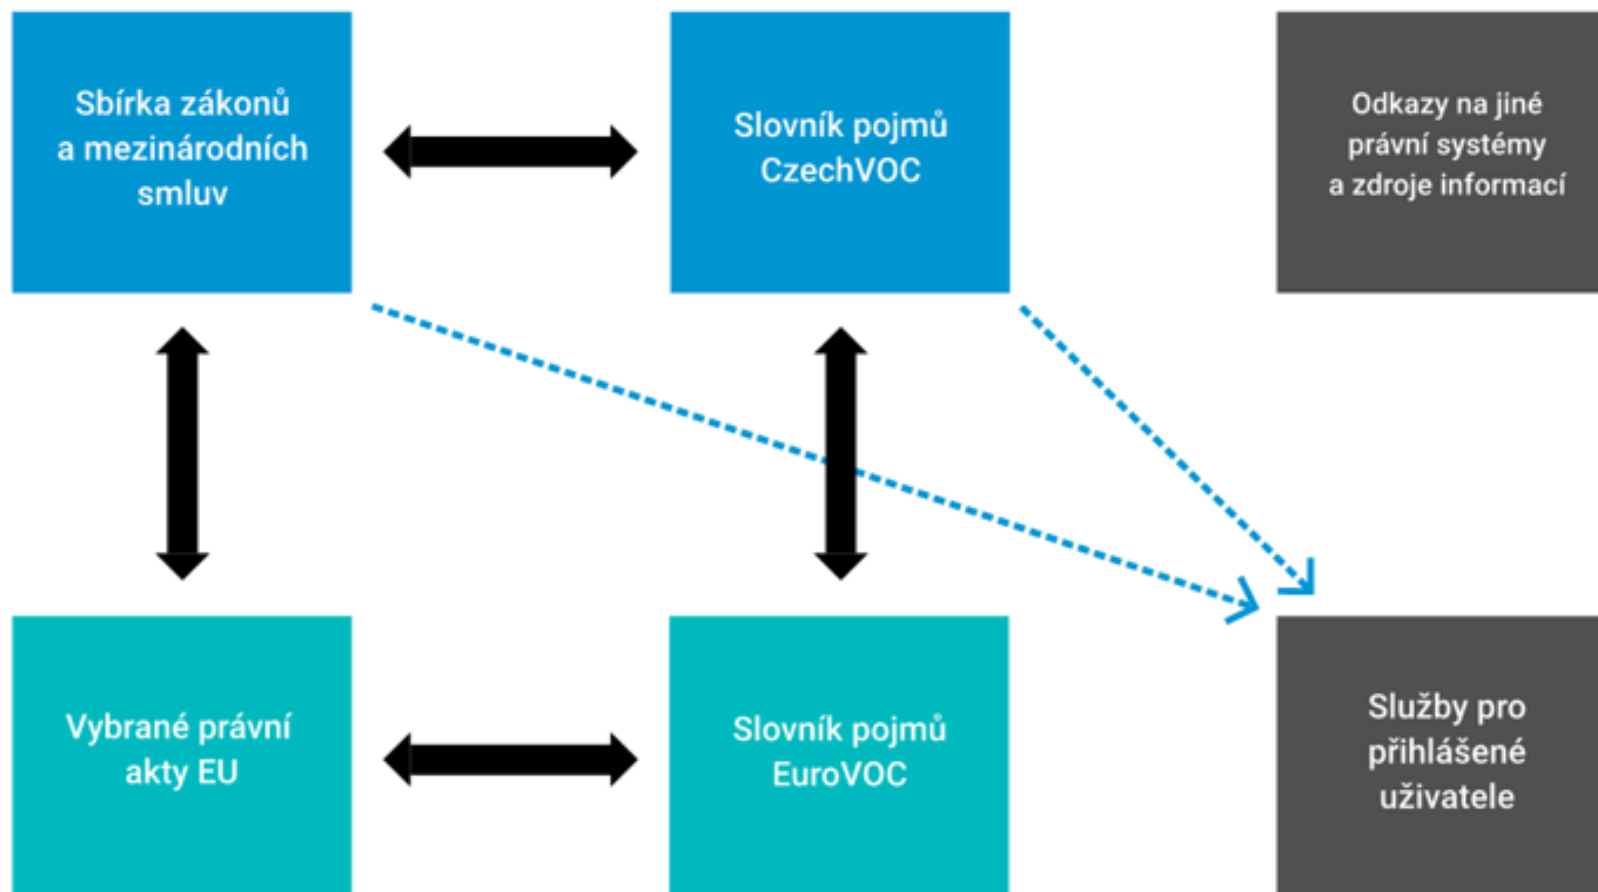 Sbírka zákonů
a mezinárodních
smluv
Slovník pojmů
CzechVOC
Odkazy na jiné
právní systémy
a zdroje informací
Vybrané právní
akty EU
Slovník pojmů
EuroVOC
Služby pro
přihlášené
uživatele